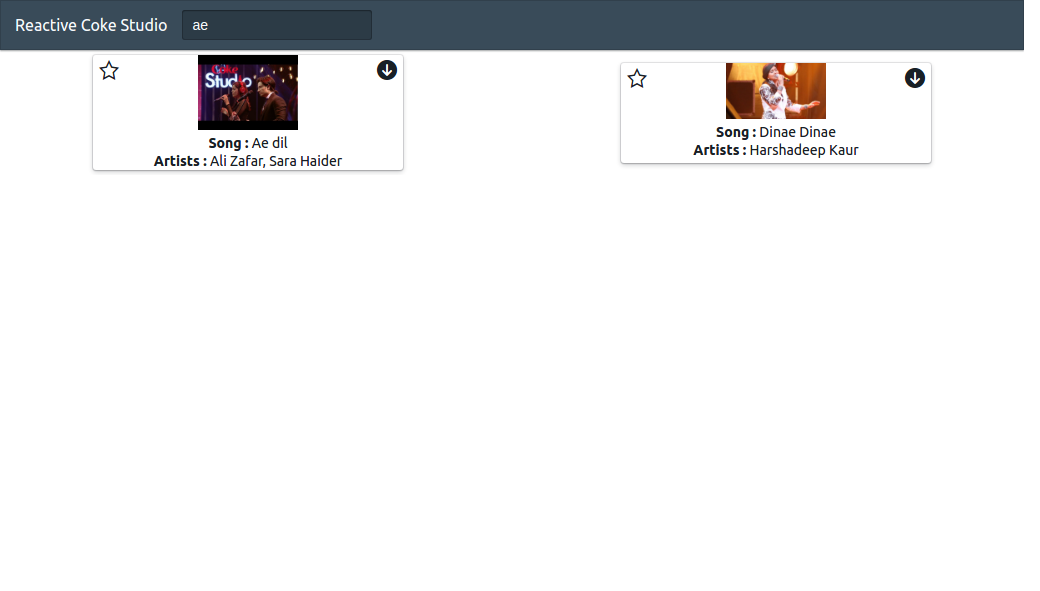 Reactive Coke Studio
ae
Coke
Studio
Song : Ae dil
Artists : Ali Zafar, Sara Haider
Song : Dinae Dinae
Artists : Harshadeep Kaur